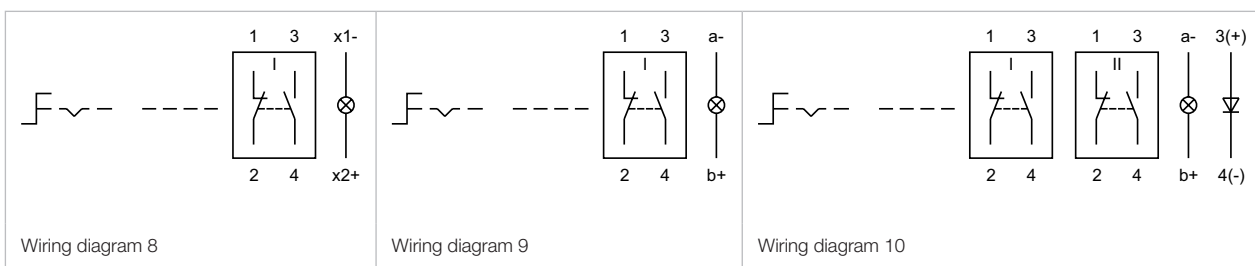 1 3 x1-
I
2 4 x2+
Wiring diagram 8
1 3 a-
I
2 4 b+
Wiring diagram 9
1 3 1 3 a- 3(+)
I II
2 4 2 4 b+ 4(-)
Wiring diagram 10